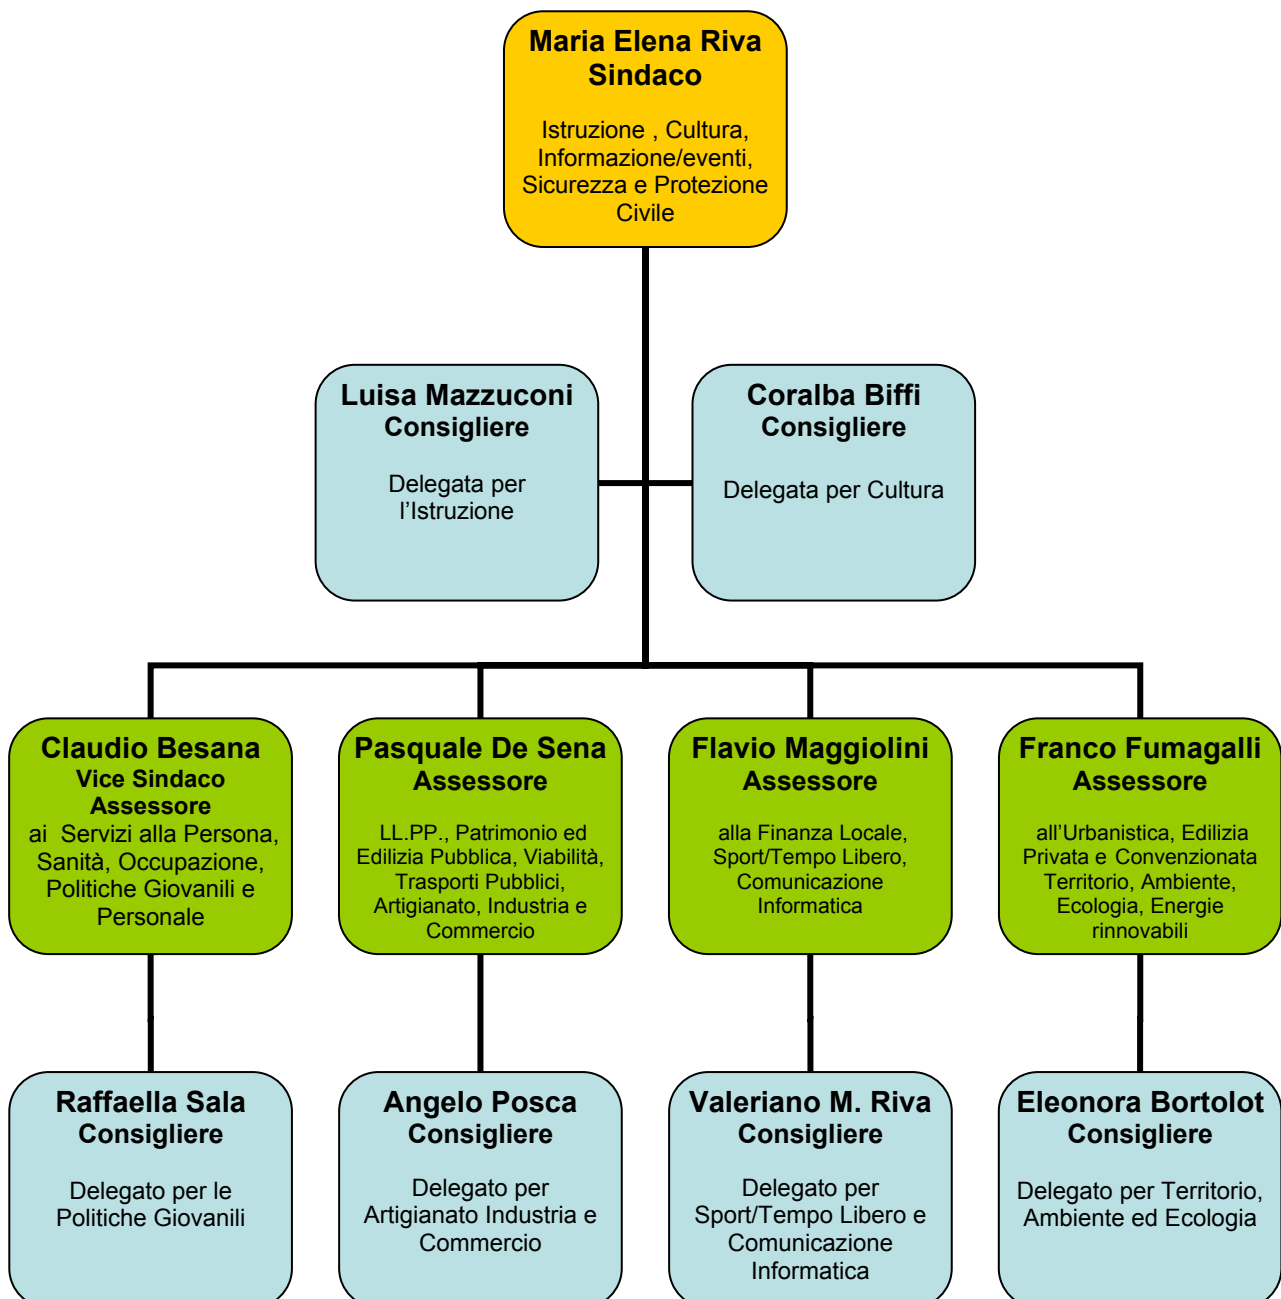 Maria Elena Riva
Sindaco
Istruzione , Cultura,
Informazione/eventi,
Sicurezza e Protezione
Civile
Luisa Mazzuconi
Consigliere
Delegata per
l’Istruzione
Coralba Biffi
Consigliere
Delegata per Cultura
Claudio Besana
Vice Sindaco
Assessore
ai Servizi alla Persona,
Sanità, Occupazione,
Politiche Giovanili e
Personale
Pasquale De Sena
Assessore
LL.PP., Patrimonio ed
Edilizia Pubblica, Viabilità,
Trasporti Pubblici,
Artigianato, Industria e
Commercio
Flavio Maggiolini
Assessore
alla Finanza Locale,
Sport/Tempo Libero,
Comunicazione
Informatica
Franco Fumagalli
Assessore
all’Urbanistica, Edilizia
Privata e Convenzionata
Territorio, Ambiente,
Ecologia, Energie
rinnovabili
Raffaella Sala
Consigliere
Delegato per le
Politiche Giovanili
Angelo Posca
Consigliere
Delegato per
Artigianato Industria e
Commercio
Valeriano M. Riva
Consigliere
Delegato per
Sport/Tempo Libero e
Comunicazione
Informatica
Eleonora Bortolot
Consigliere
Delegato per Territorio,
Ambiente ed Ecologia